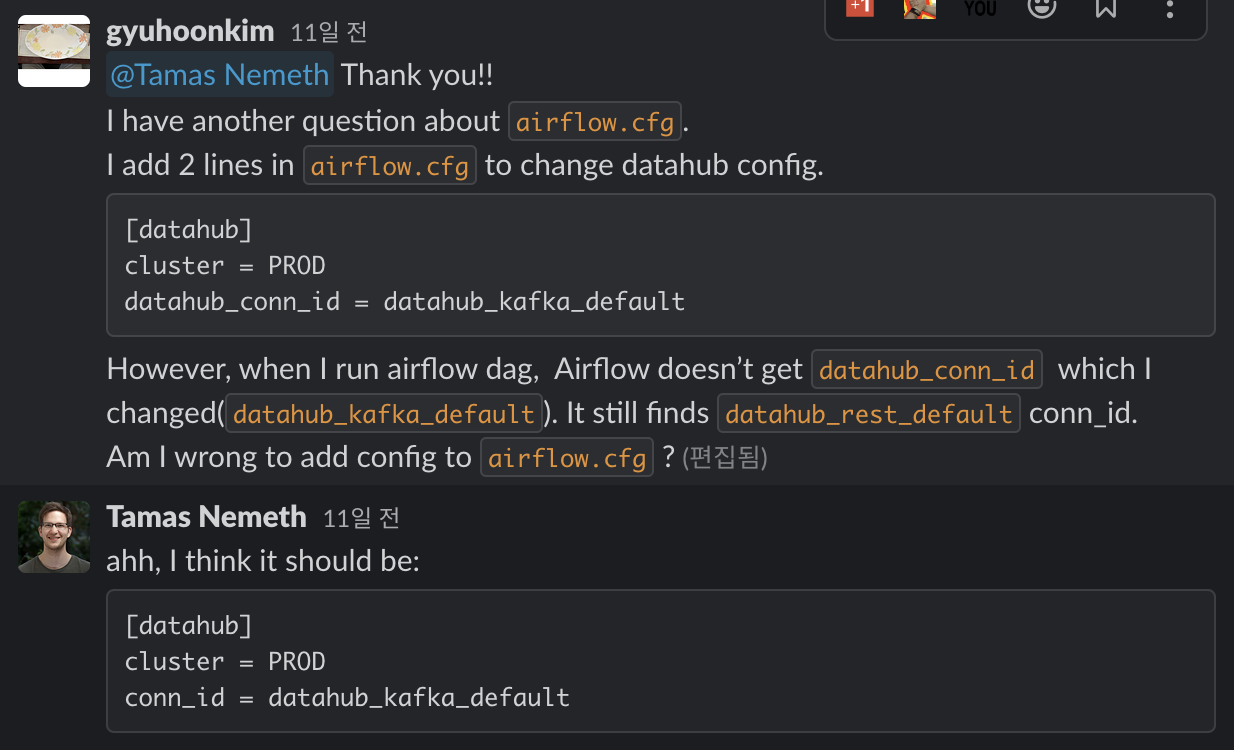 +1 YOU
gyuhoonkim 11일 전
@Tamas Nemeth Thank you!!
I have another question about airflow.cfg.
I add 2 lines in airflow.cfg to change datahub config.
[datahub]
cluster = PROD
datahub_conn_id = datahub_kafka_default
However, when I run airflow dag, Airflow doesn’t get datahub_conn_id which I
changed(datahub_kafka_default). It still finds datahub_rest_default conn_id.
Am I wrong to add config to airflow.cfg ? (편집됨)
Tamas Nemeth 11일 전
ahh, I think it should be:
[datahub]
cluster = PROD
conn_id = datahub_kafka_default